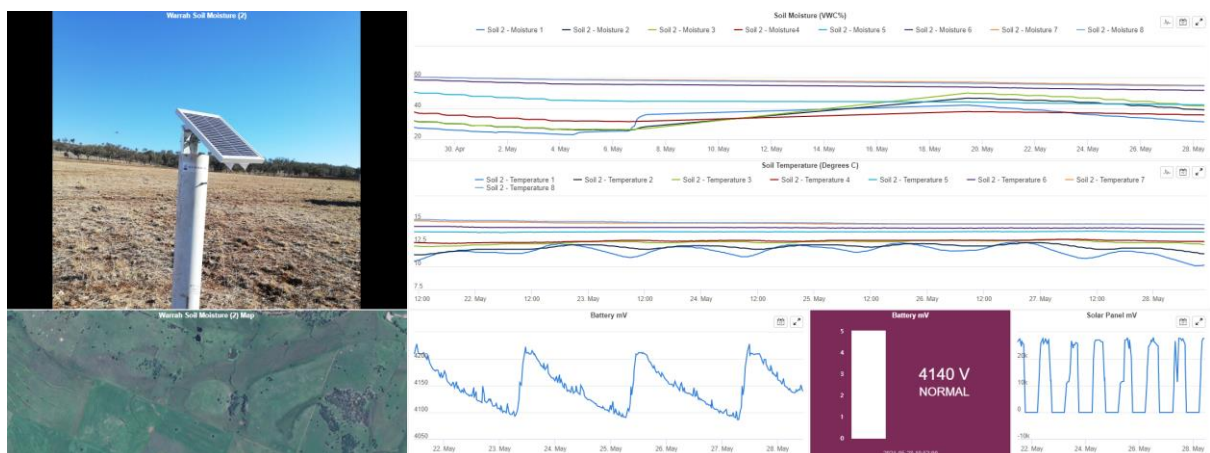 Warrah Soil Moisture (2)
Soil Moisture (VWC%)
Soil 2 - Moisture 1 Soil 2 - Moisture 2 Soil 2 - Moisture 3 Soil 2 - Moisture4 Soil 2 - Moisture 5 Soil 2 - Moisture 6 Soil 2 - Moisture 7 Soil 2 - Moisture 8
60
40
20
30. Apr 2. May 4. May 6. May 8. May 10. May 12. May 14. May 16. May 18. May 20. May 22. May 24. May 26. May 28. May
Soil Temperature (Degrees C)
Soil 2 - Temperature 1 Soil 2 - Temperature 2 Soil 2 - Temperature 3 Soil 2 - Temperature 4 Soil 2 - Temperature 5 Soil 2 - Temperature 6 Soil 2 - Temperature 7
Soil 2 - Temperature 8
15
12.5
10
7.5
12:00 22. May 12:00 23. May 12:00 24. May 12:00 25. May 12:00 26. May 12:00 27. May 12:00 28. May
Warrah Soil Moisture (2) Map
Battery mV
4200
4150
4100
4050
22. May 23. May 24. May 25. May 26. May 27. May 28. May
Battery mV
5
4
3
2
1
0
4140 V
NORMAL
Solar Panel mV
20k
10k
0
-10k
22. May 24. May 26. May 28. May